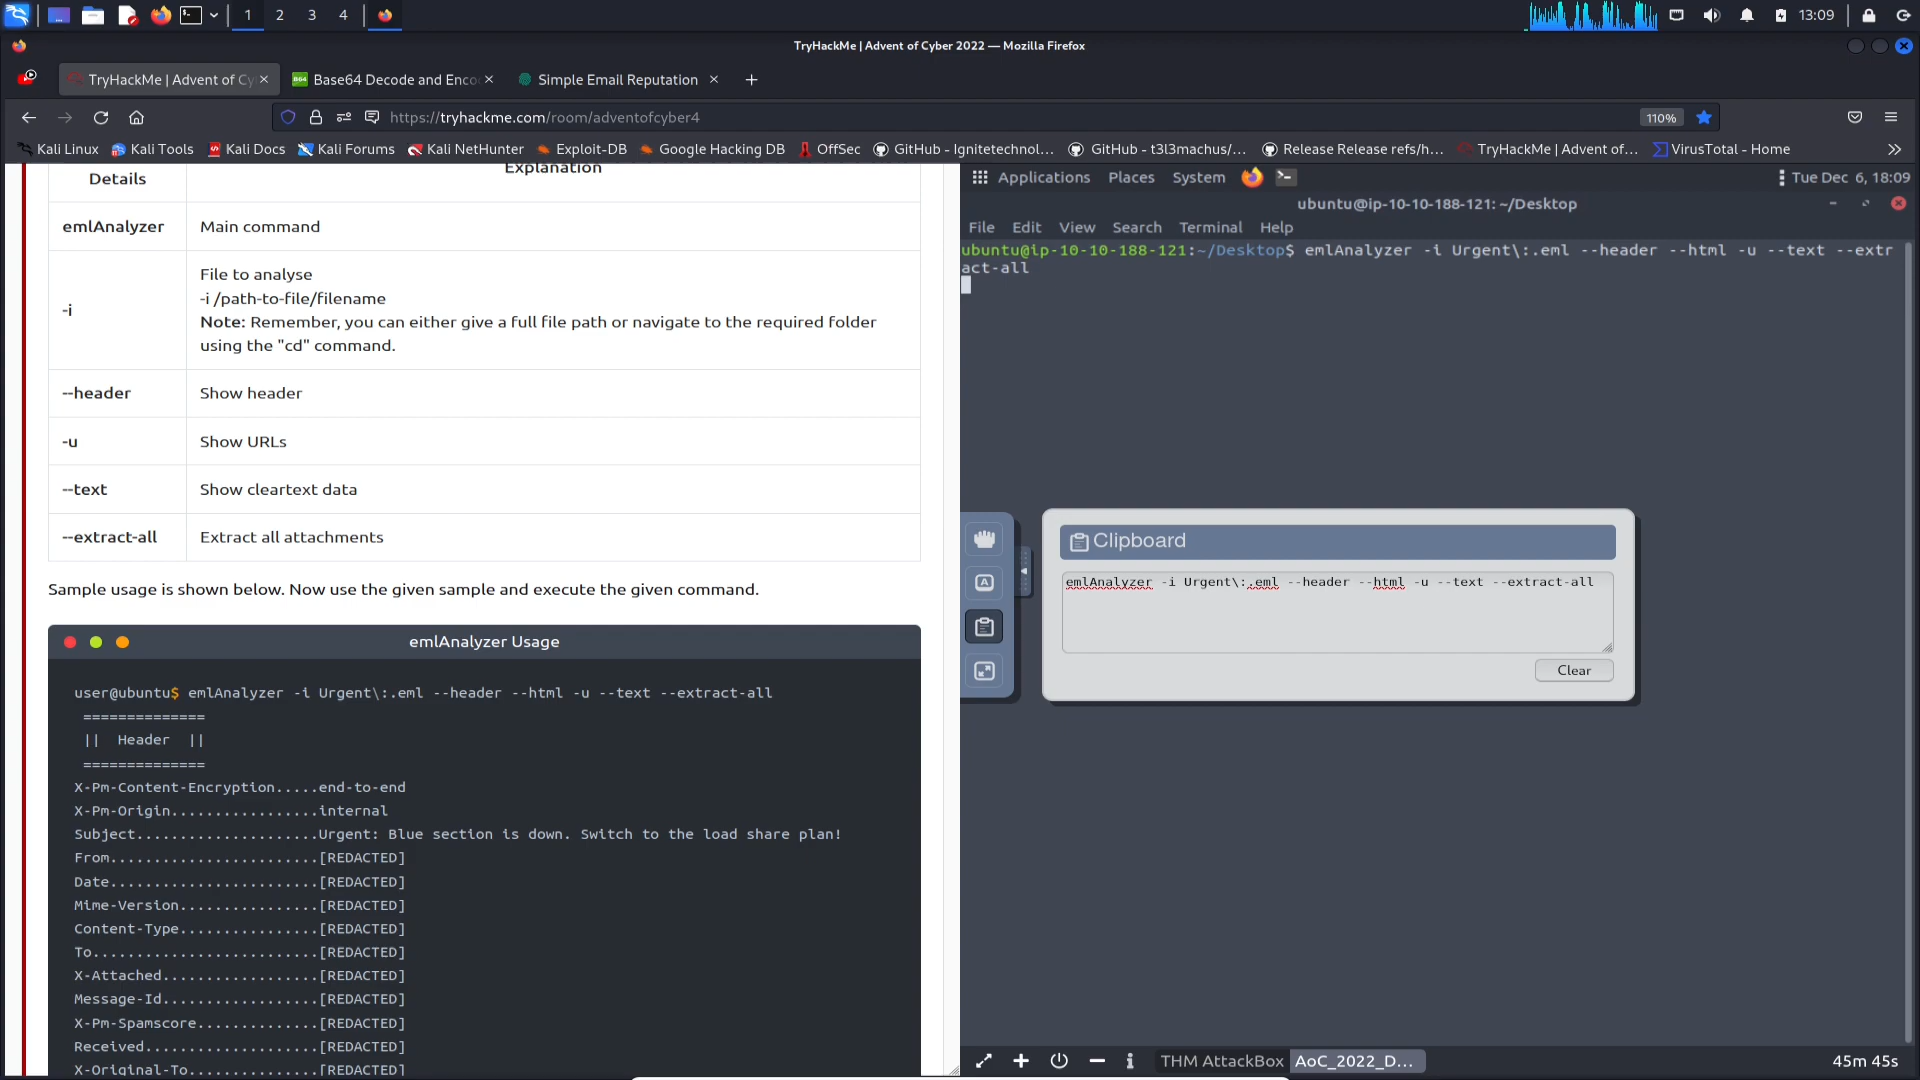 1
2
3
4
13:09
TryHackMe | Advent of Cyber 2022 — Mozilla Firefox
TryHackMe | Advent of Cy
Base64 Decode and Enco
Simple Email Reputation
https://tryhackme.com/room/adventofcyber4
110%
Kali Linux
Kali Tools
Kali Docs
Kali Forums
Kali NetHunter
Exploit-DB
Google Hacking DB
OffSec
GitHub - Ignitetechnol...
GitHub - t3l3machus/...
Release Release refs/h...
TryHackMe | Advent of...
VirusTotal - Home
Details
Explanation
emlAnalyzer
Main command
-i
File to analyse
-i /path-to-file/filename
Note: Remember, you can either give a full file path or navigate to the required folder
using the "cd" command.
--header
Show header
-u
Show URLs
--text
Show cleartext data
--extract-all
Extract all attachments
Sample usage is shown below. Now use the given sample and execute the given command.
emlAnalyzer Usage
user@ubuntu$ emlAnalyzer -i Urgent\:.eml --header --html -u --text --extract-all
==============
|| Header ||
==============
X-Pm-Content-Encryption.....end-to-end
X-Pm-Origin.................internal
Subject.....................Urgent: Blue section is down. Switch to the load share plan!
From........................[REDACTED]
Date........................[REDACTED]
Mime-Version................[REDACTED]
Content-Type................[REDACTED]
To..........................[REDACTED]
X-Attached..................[REDACTED]
Message-Id..................[REDACTED]
X-Pm-Spamscore..............[REDACTED]
Received....................[REDACTED]
X-Original-To...............[REDACTED]
Applications
Places
System
Tue Dec 6, 18:09
ubuntu@ip-10-10-188-121: ~/Desktop
File Edit View Search Terminal Help
ubuntu@ip-10-10-188-121:~/Desktop$ emlAnalyzer -i Urgent\:.eml --header --html -u --text --extr
act-all
Clipboard
emlAnalyzer -i Urgent\:.eml --header --html -u --text --extract-all
Clear
THM AttackBox
AoC_2022_D...
45m 45s